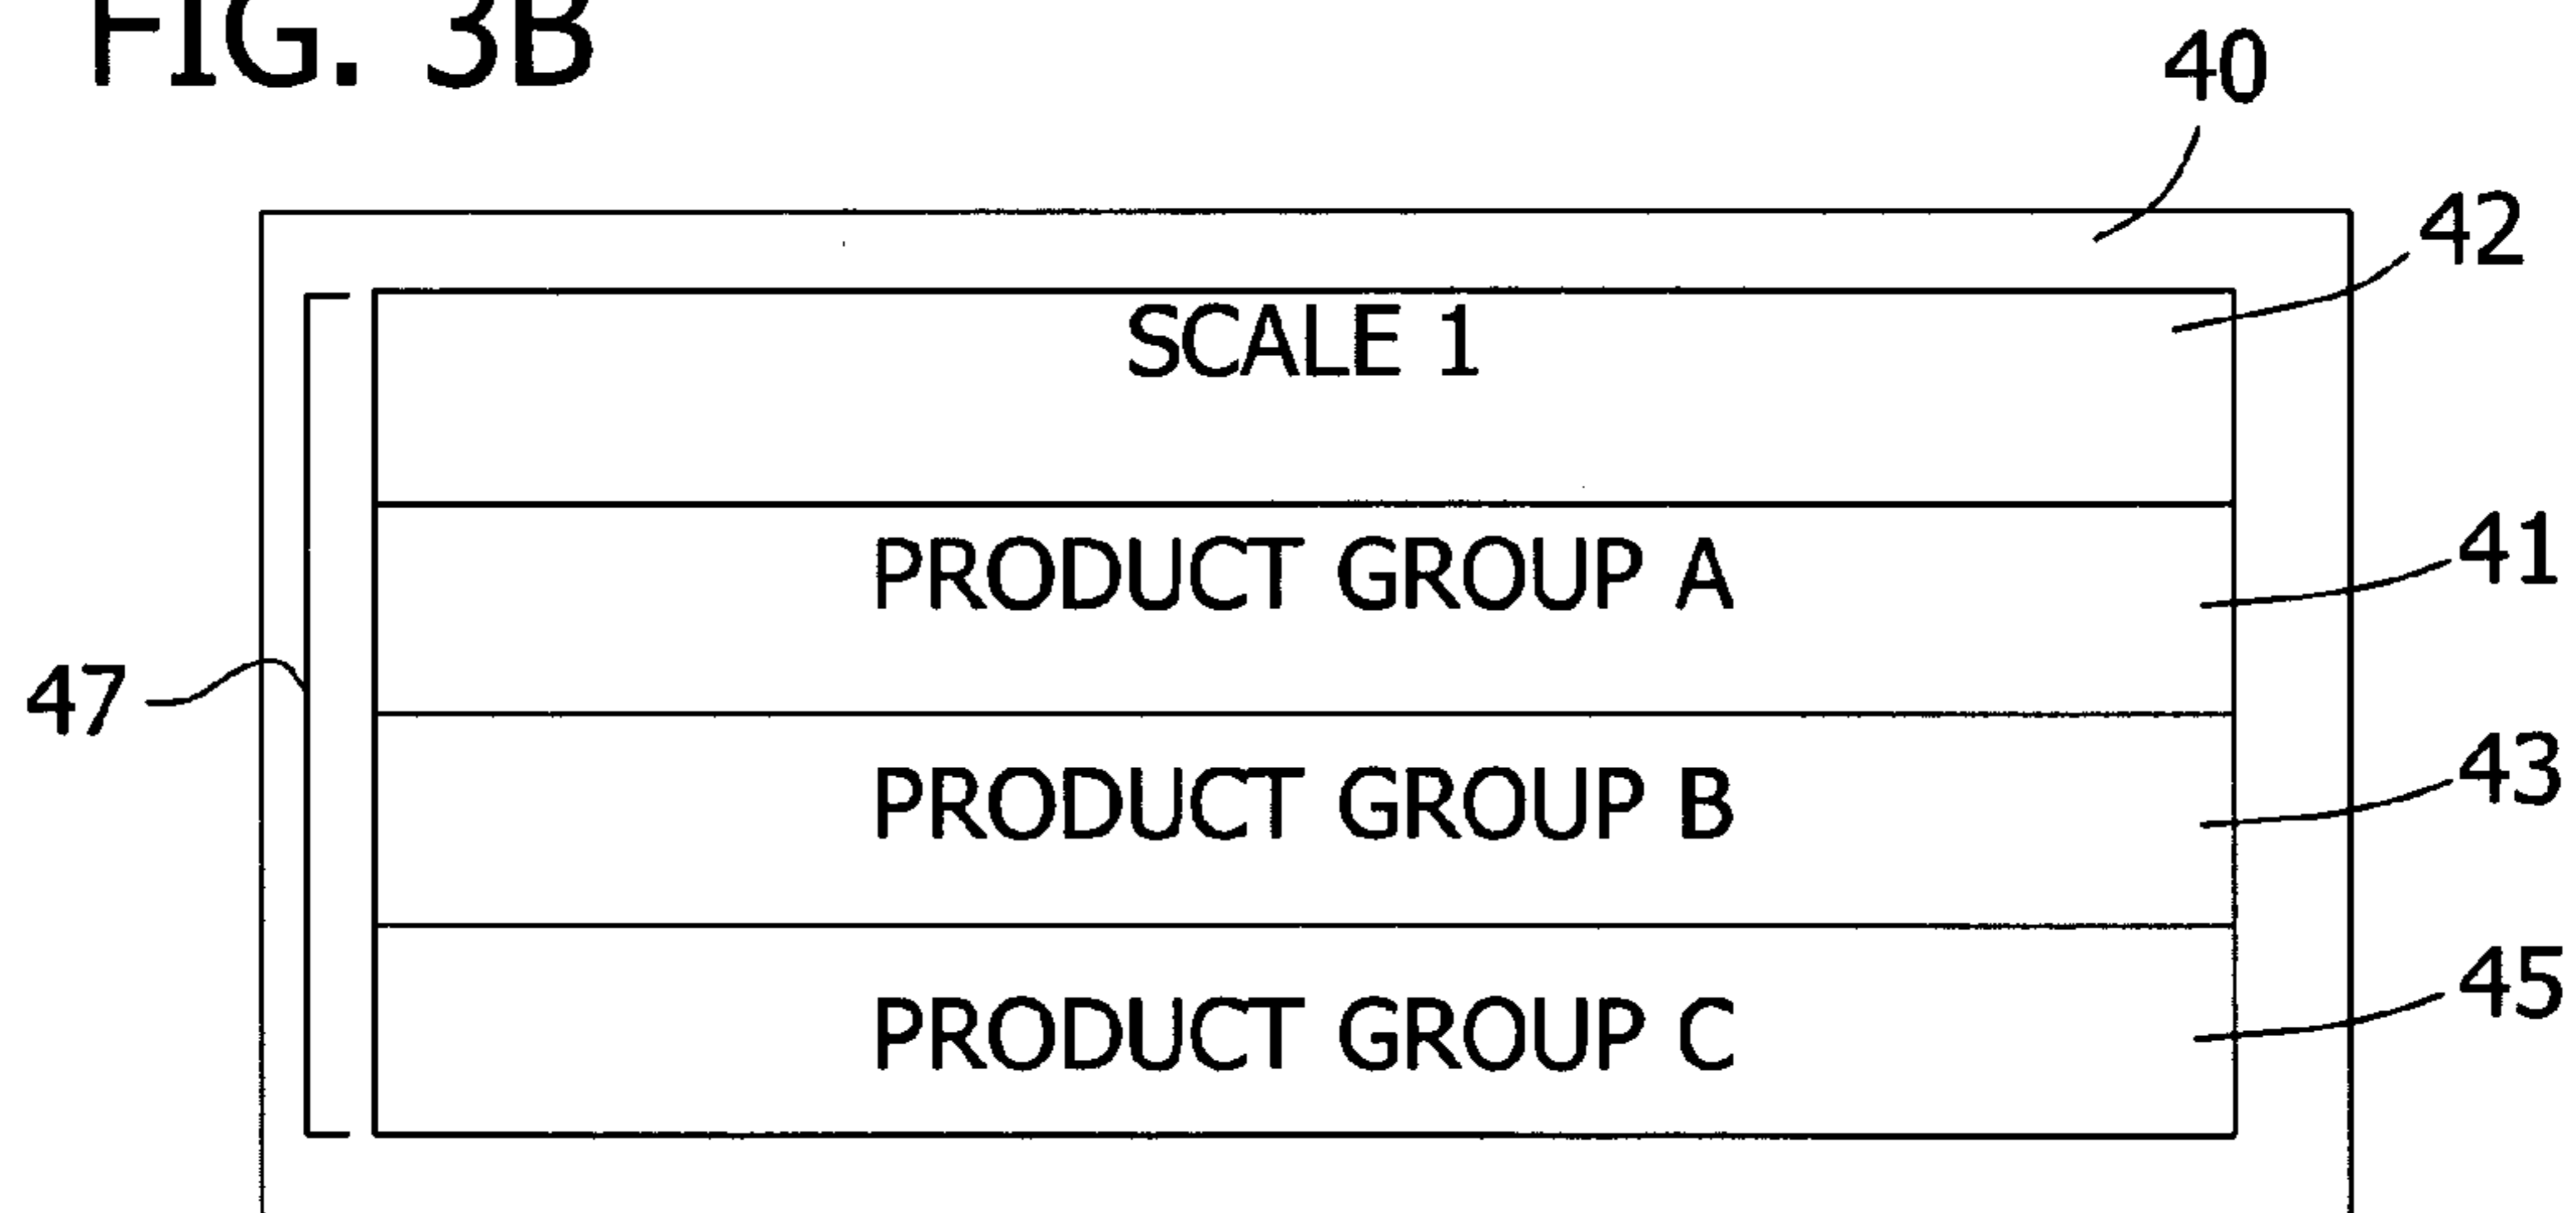 FIG. 3B
40
42
SCALE 1
41
PRODUCT GROUP A
47
43
PRODUCT GROUP B
45
PRODUCT GROUP C